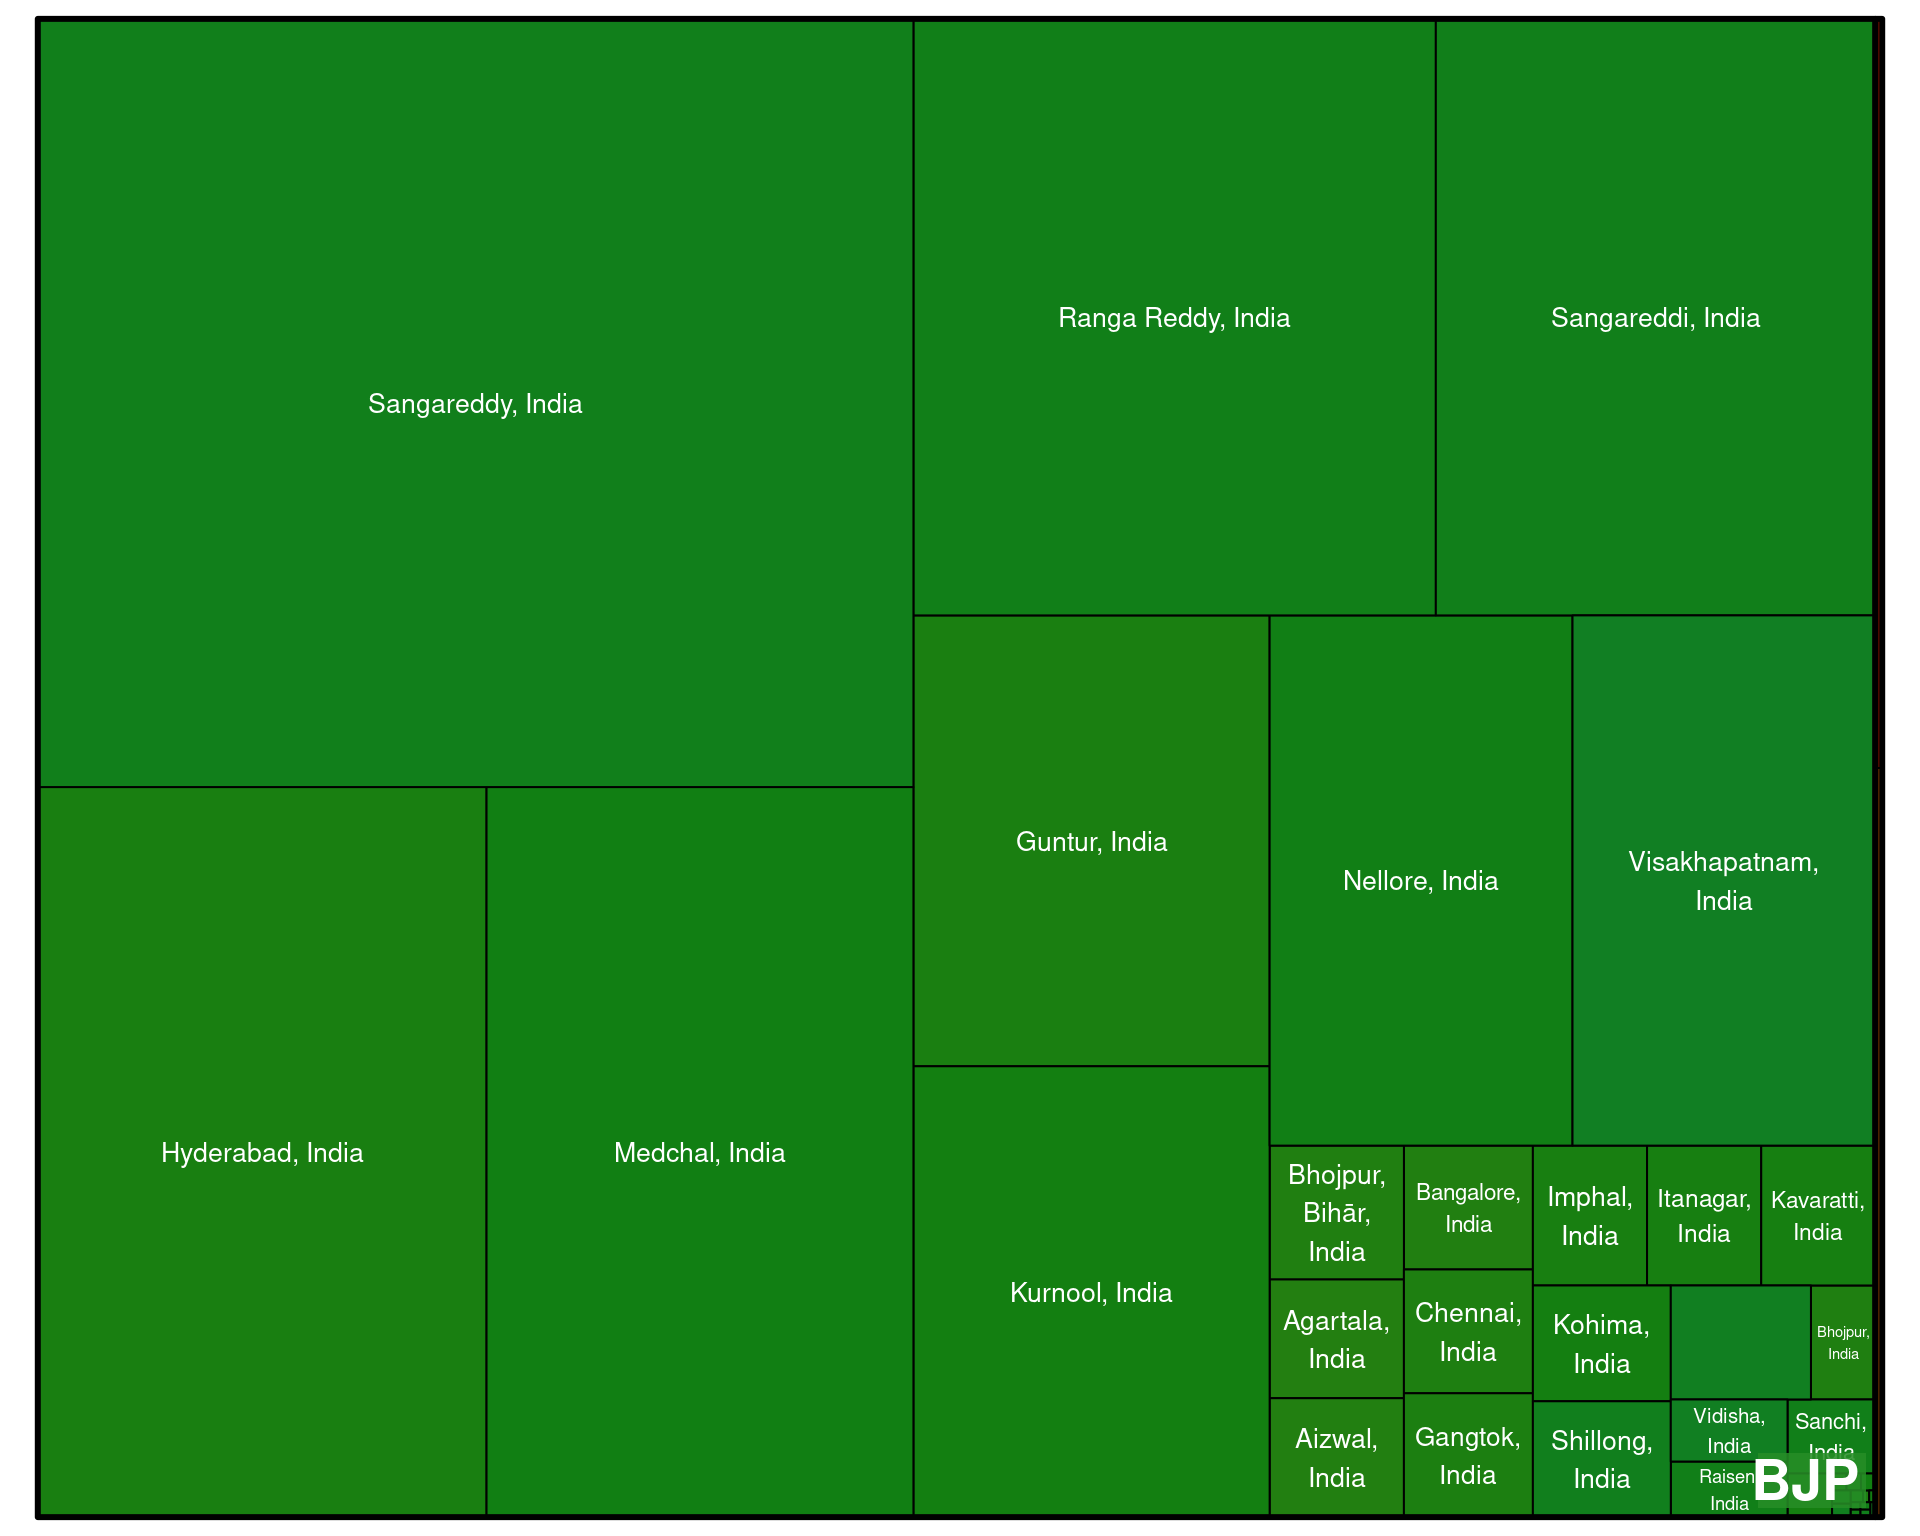 Sangareddy, India
Ranga Reddy, India
Sangareddi, India
Hyderabad, India
Medchal, India
Guntur, India
Nellore, India
Visakhapatnam,
India
Kurnool, India
Bhojpur,
Bihār,
India
Bangalore,
India
Imphal,
India
Itanagar,
India
Kavaratti,
India
Agartala,
India
Chennai,
India
Kohima,
India
Bhojpur,
India
Aizwal,
India
Gangtok,
India
Shillong,
India
Vidisha,
India
Sanchi,
India
Raisen
India
BJP